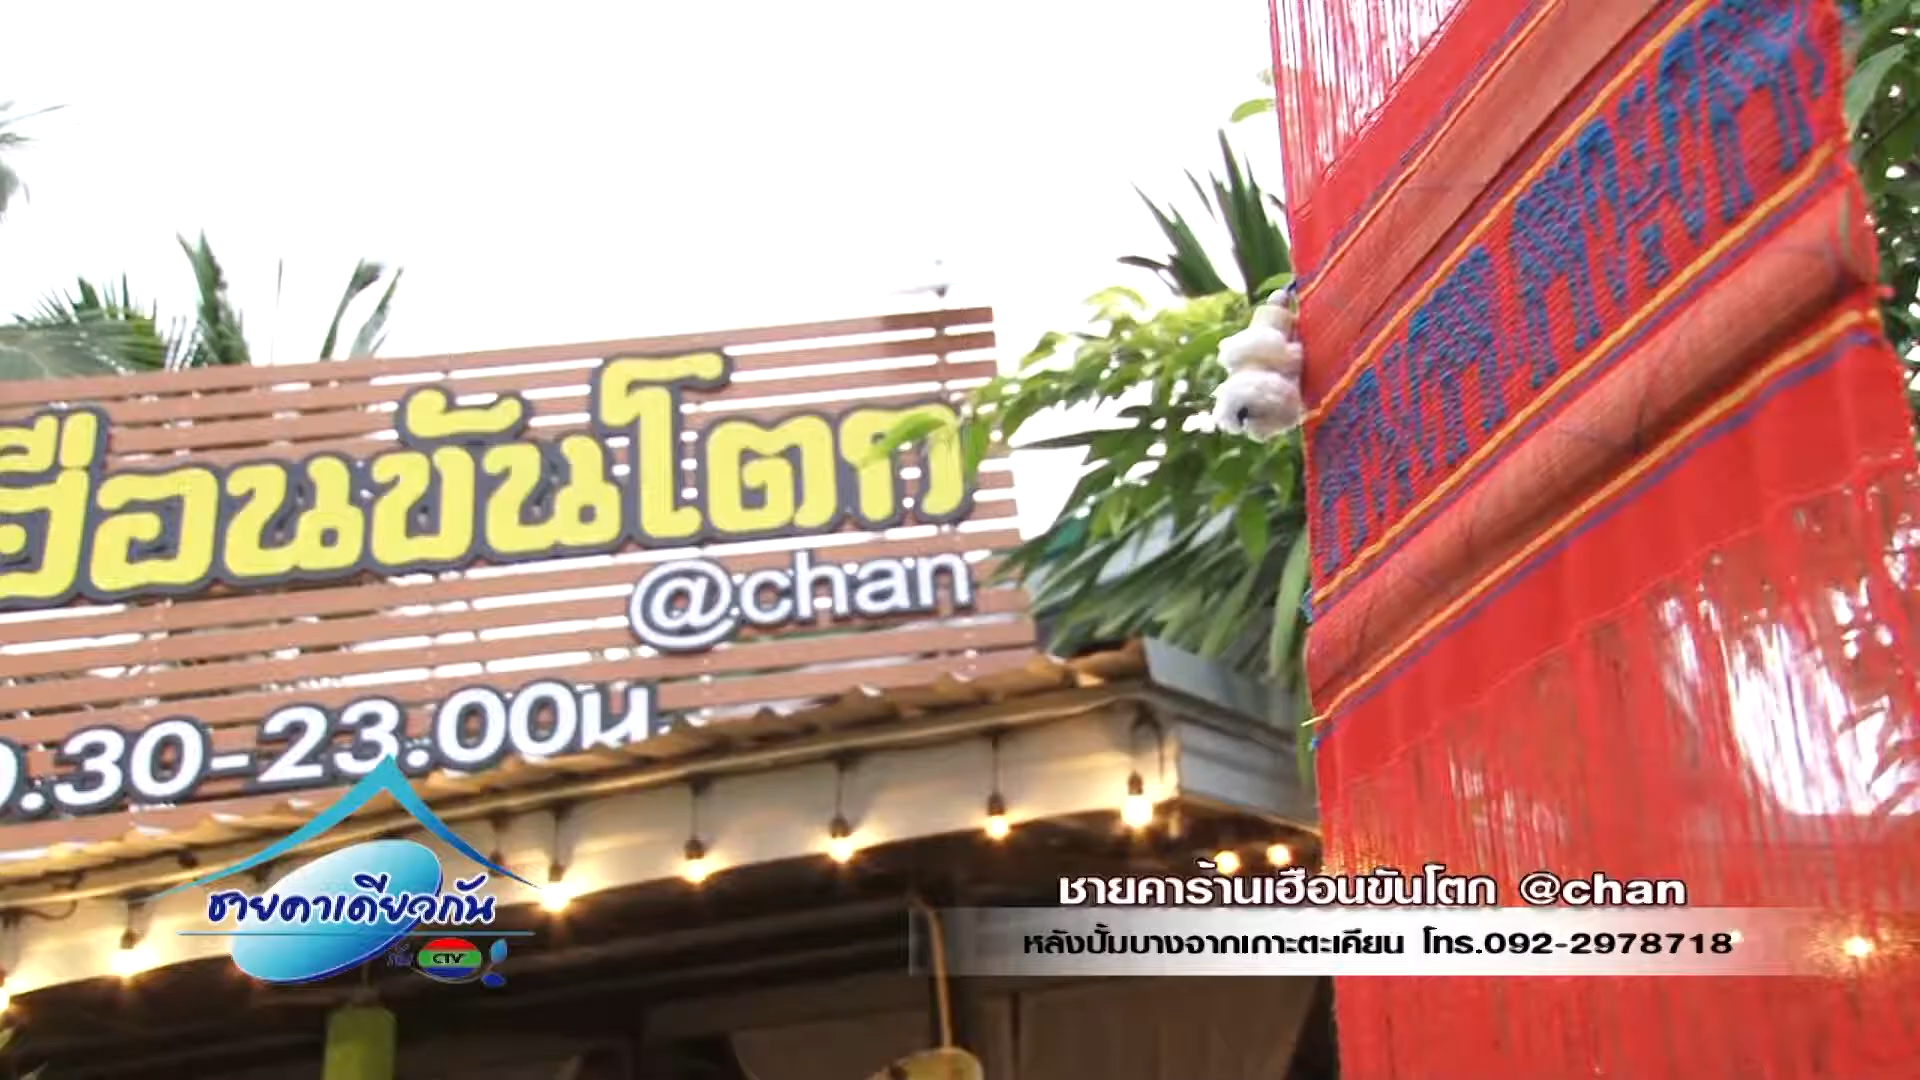 ฮือนขันโตก
@chan
9.30-23.00น.
ชายคาเดียวกัน
CTV
ชายคาร้านเฮือนขันโตก @chan
หลังปั้มบางจากเกาะตะเคียน โทร.092-2978718